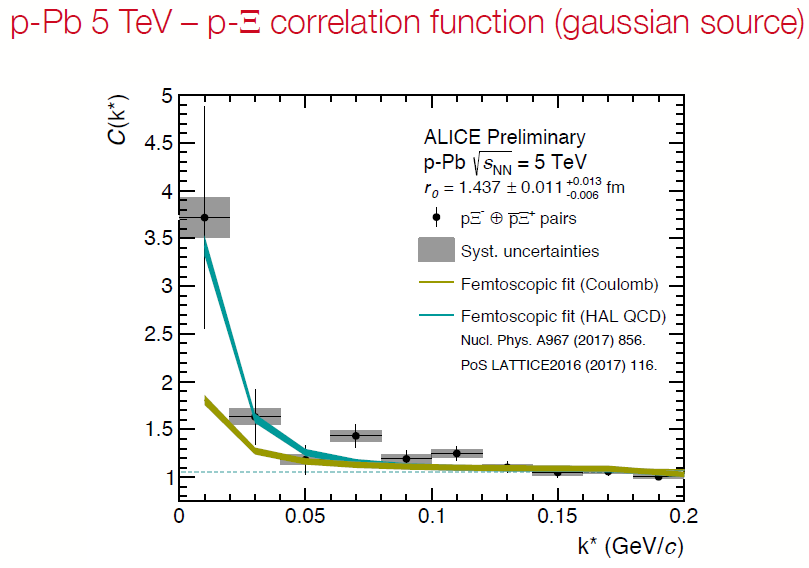 p-Pb 5 TeV – p-Ξ correlation function (gaussian source)
C(k*)
5
4.5
4
3.5
3
2.5
2
1.5
1
0
0.05
0.1
0.15
0.2
k* (GeV/c)
ALICE Preliminary
p-Pb √sNN = 5 TeV
r0 = 1.437 ± 0.011 +0.013 -0.006 fm
pΞ⁻ ⊕ p̅Ξ̅⁺ pairs
Syst. uncertainties
Femtoscopic fit (Coulomb)
Femtoscopic fit (HAL QCD)
Nucl. Phys. A967 (2017) 856.
PoS LATTICE2016 (2017) 116.